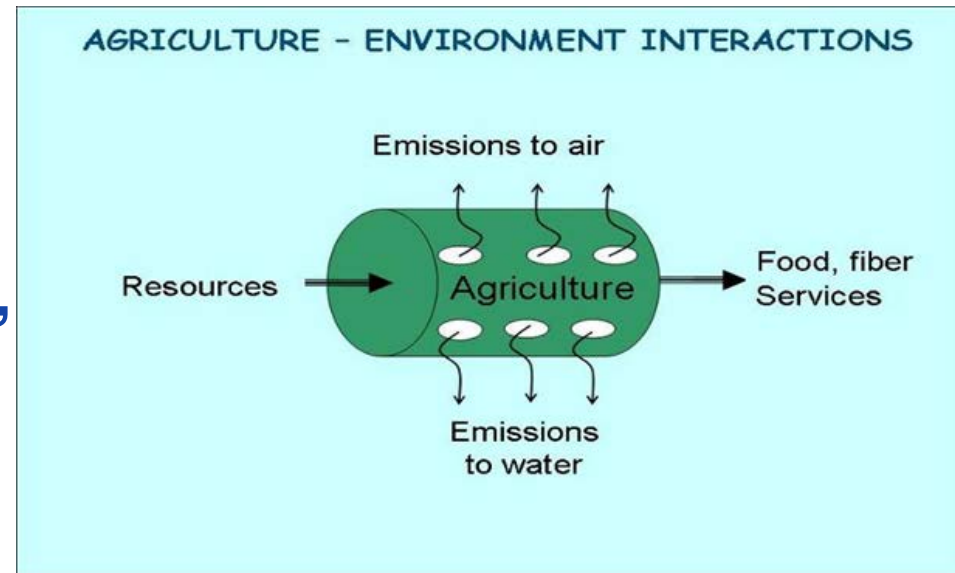 AGRICULTURE – ENVIRONMENT INTERACTIONS
Emissions to air
Resources
Agriculture
Food, fiber
Services
,
Emissions
to water